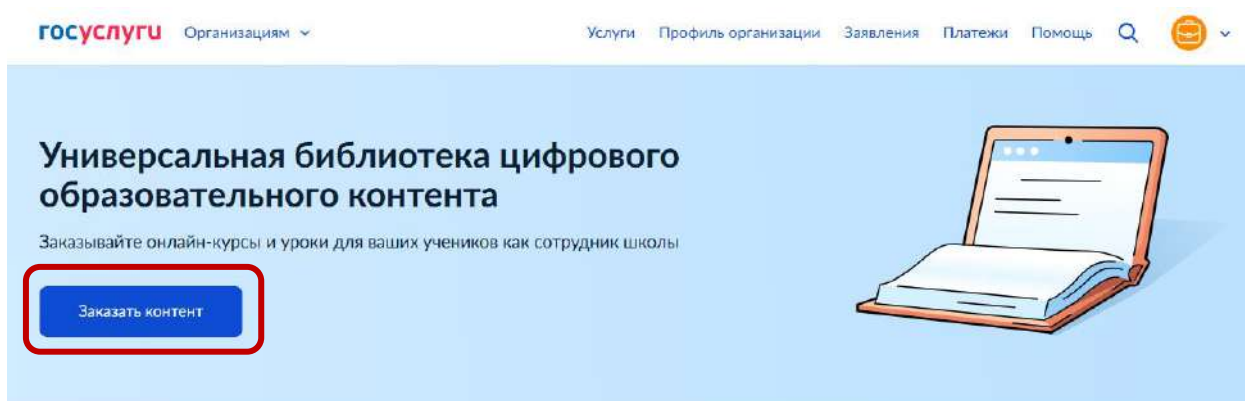 госуслуги Организациям Услуги Профиль организации Заявления Платежи Помощь
Универсальная библиотека цифрового
образовательного контента
Заказывайте онлайн-курсы и уроки для ваших учеников как сотрудник школы
Заказать контент